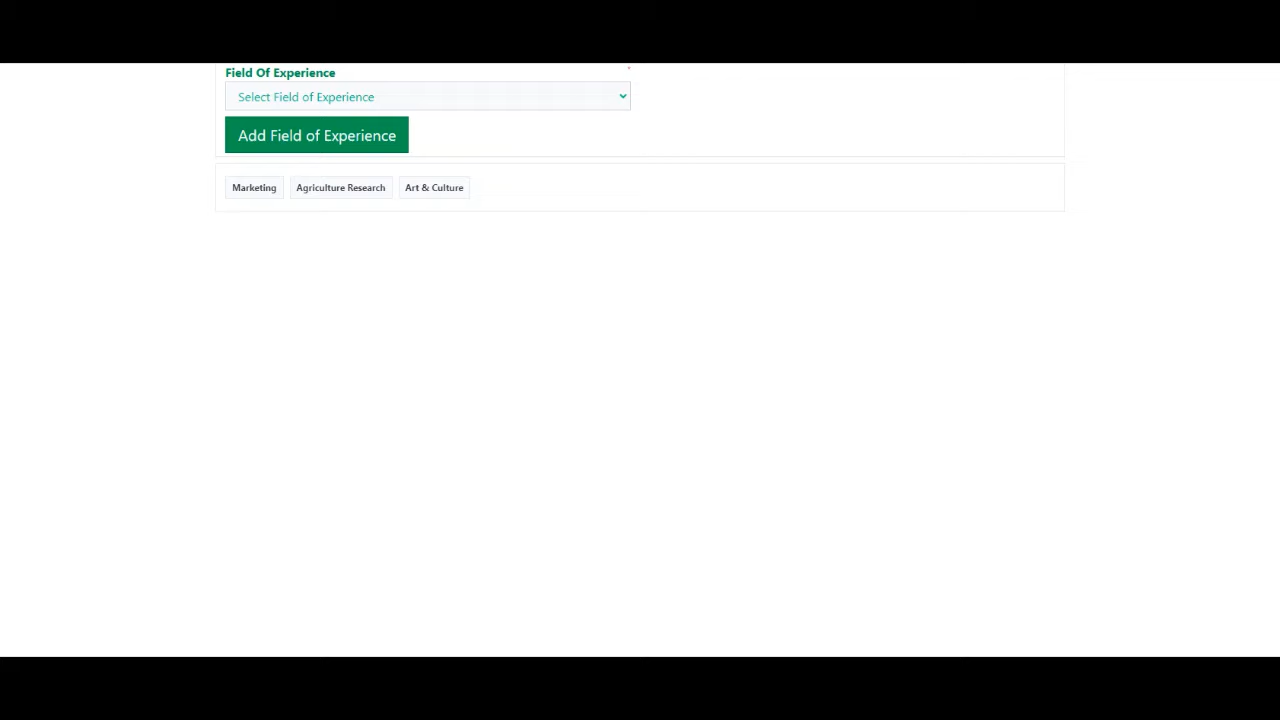 Field Of Experience *
Select Field of Experience
Add Field of Experience
Marketing Agriculture Research Art & Culture